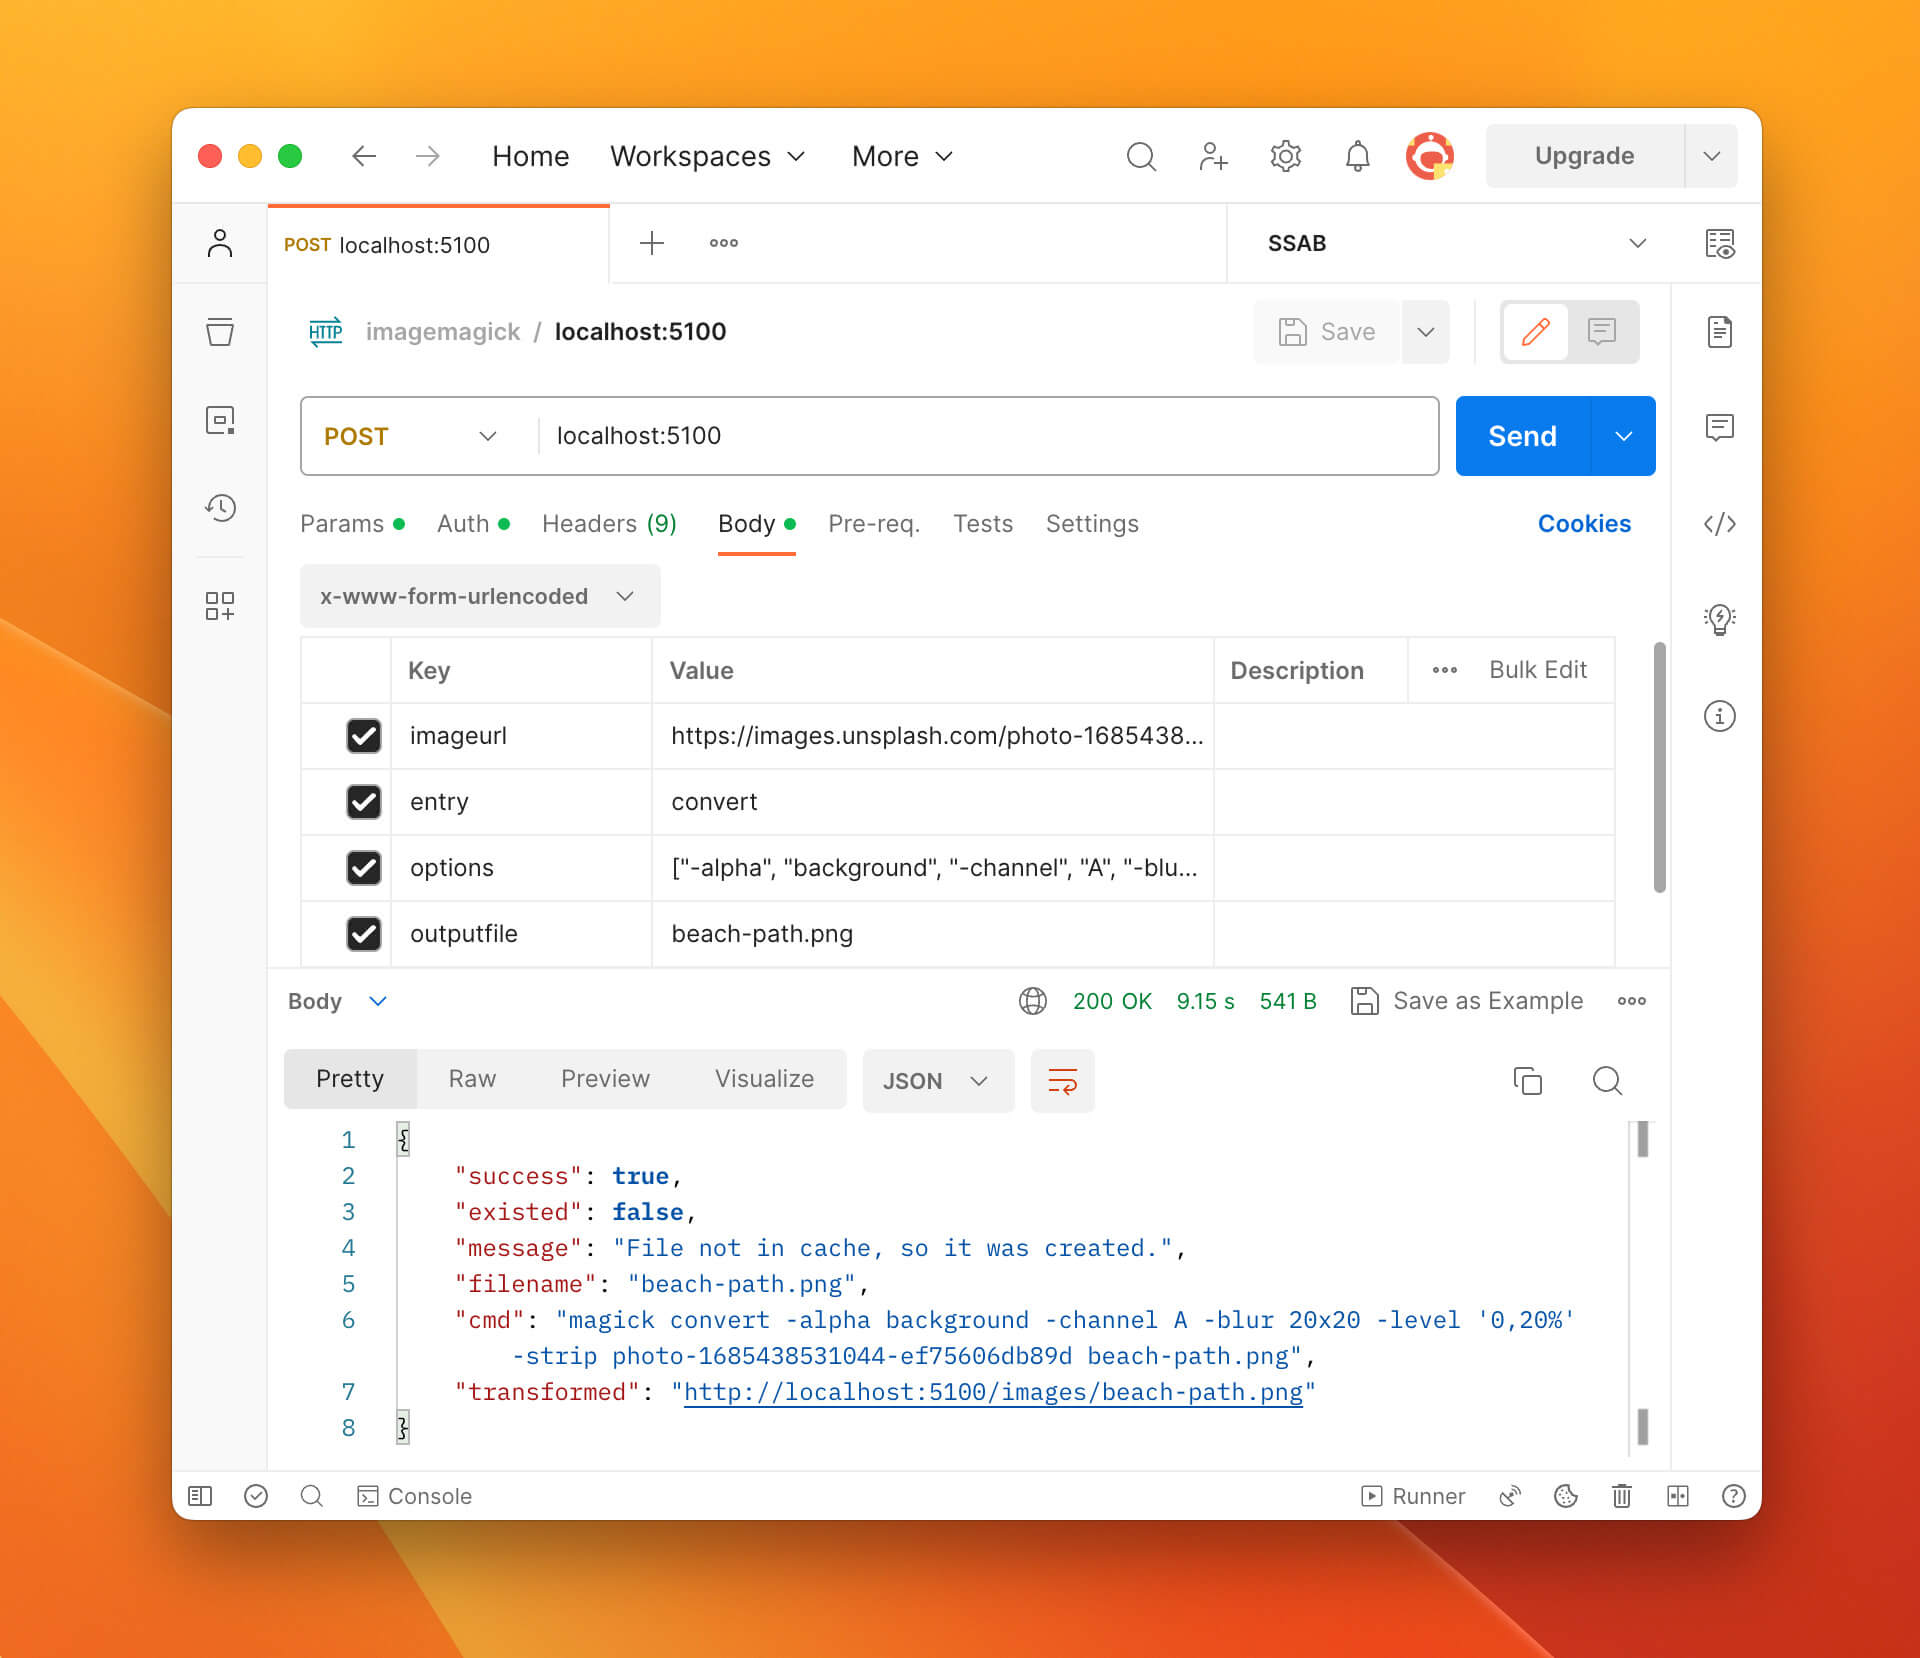 Home Workspaces More Upgrade
POST localhost:5100 SSAB
HTTP imagemagick / localhost:5100 Save
POST localhost:5100 Send
Params Auth Headers (9) Body Pre-req. Tests Settings Cookies
x-www-form-urlencoded
Key Value Description Bulk Edit
imageurl https://images.unsplash.com/photo-1685438...
entry convert
options ["-alpha", "background", "-channel", "A", "-blu...
outputfile beach-path.png
Body 200 OK 9.15 s 541 B Save as Example
Pretty Raw Preview Visualize JSON
1 {
2 "success": true,
3 "existed": false,
4 "message": "File not in cache, so it was created.",
5 "filename": "beach-path.png",
6 "cmd": "magick convert -alpha background -channel A -blur 20x20 -level '0,20%'
-strip photo-1685438531044-ef75606db89d beach-path.png",
7 "transformed": "http://localhost:5100/images/beach-path.png"
8 }
Console Runner